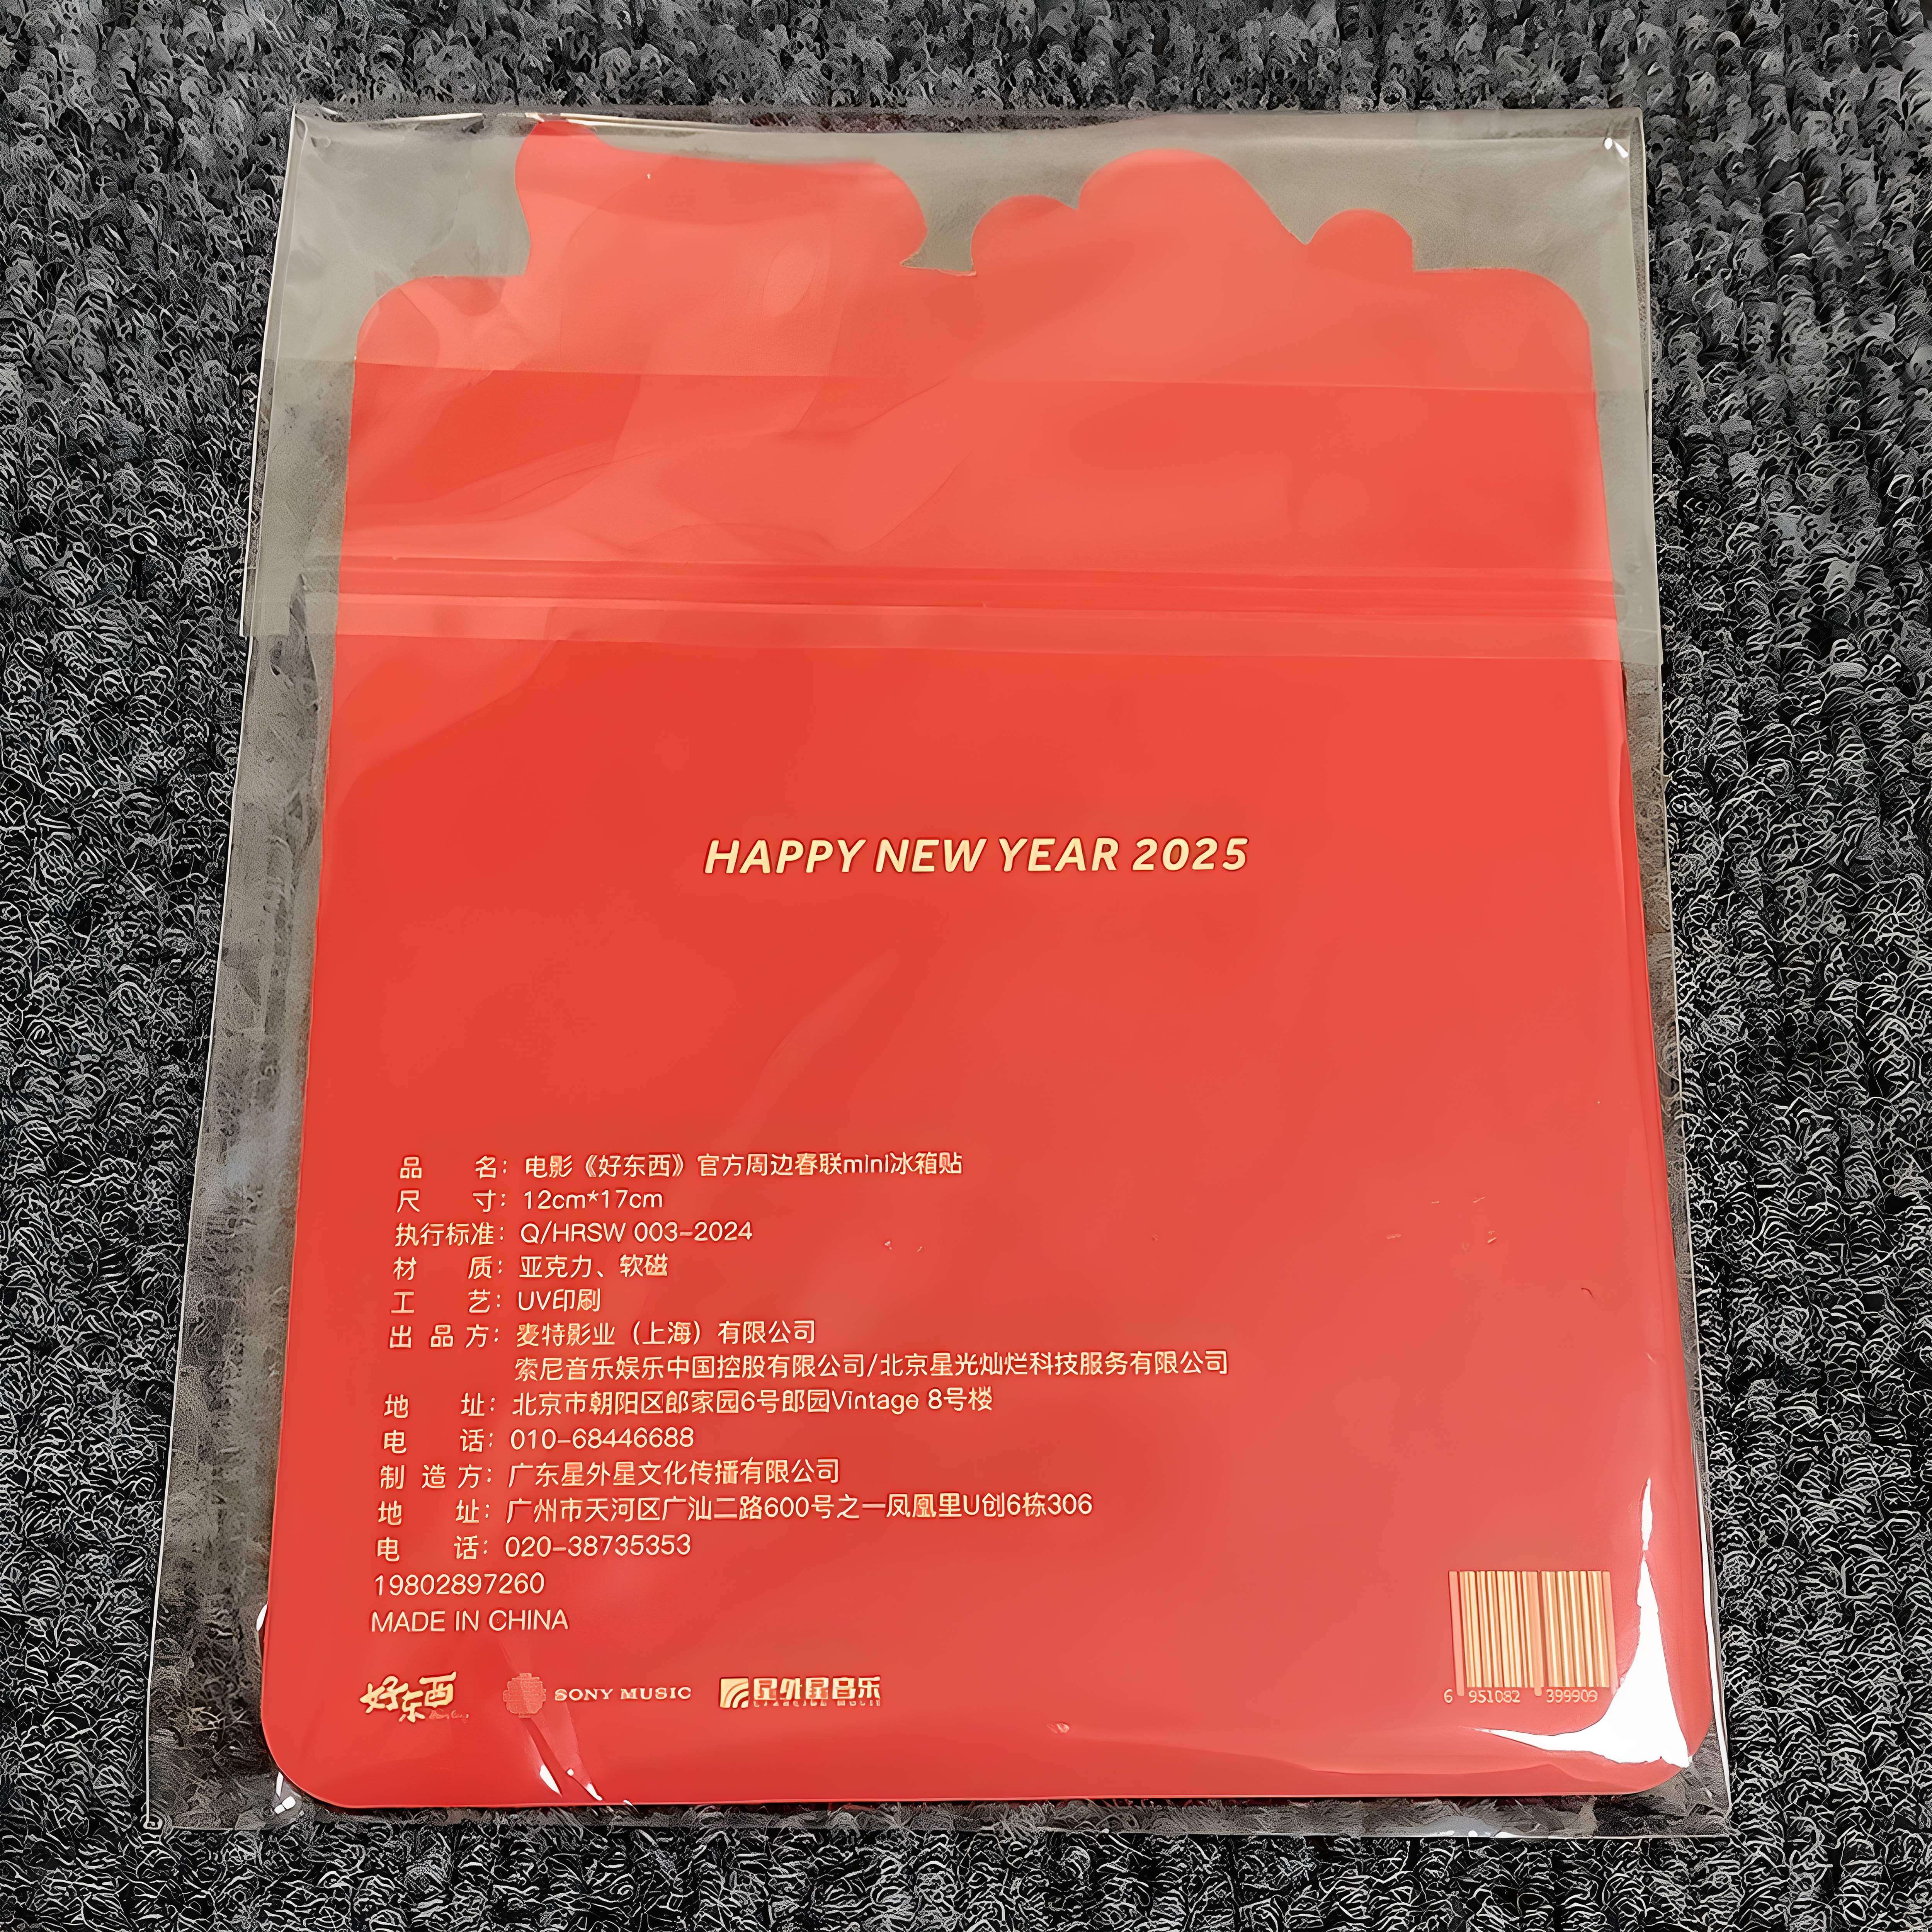 HAPPY NEW YEAR 2025
品 名：电影《好东西》官方周边春联mini冰箱贴
尺 寸：12cm*17cm
执行标准：Q/HRSW 003-2024
材 质：亚克力、软磁
工 艺：UV印刷
出 品 方：麦特影业（上海）有限公司
索尼音乐娱乐中国控股有限公司/北京星光灿烂科技服务有限公司
地 址：北京市朝阳区郎家园6号郎园Vintage 8号楼
电 话：010-68446688
制 造 方：广东星外星文化传播有限公司
地 址：广州市天河区广汕二路600号之一凤凰里U创6栋306
电 话：020-38735353
19802897260
MADE IN CHINA
好东西 SONY MUSIC 星外星音乐
6 951082 399909